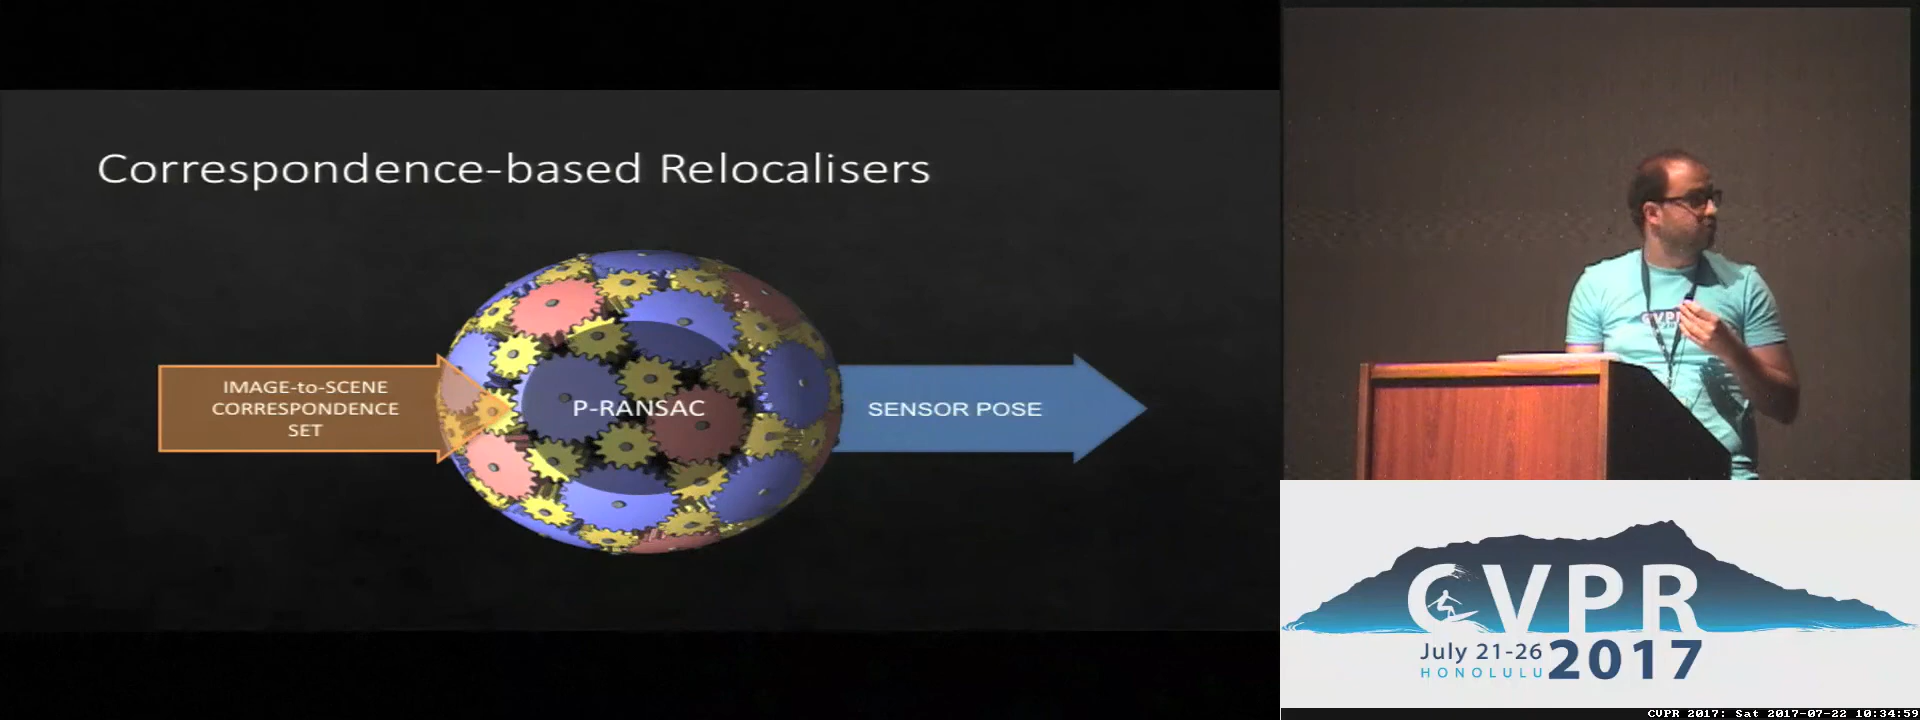 Correspondence-based Relocalisers
IMAGE-to-SCENE
CORRESPONDENCE
SET
P-RANSAC
SENSOR POSE
CVPR
CVPR
July 21-26
HONOLULU
2017
CVPR 2017: Sat 2017-07-22 10:34:59